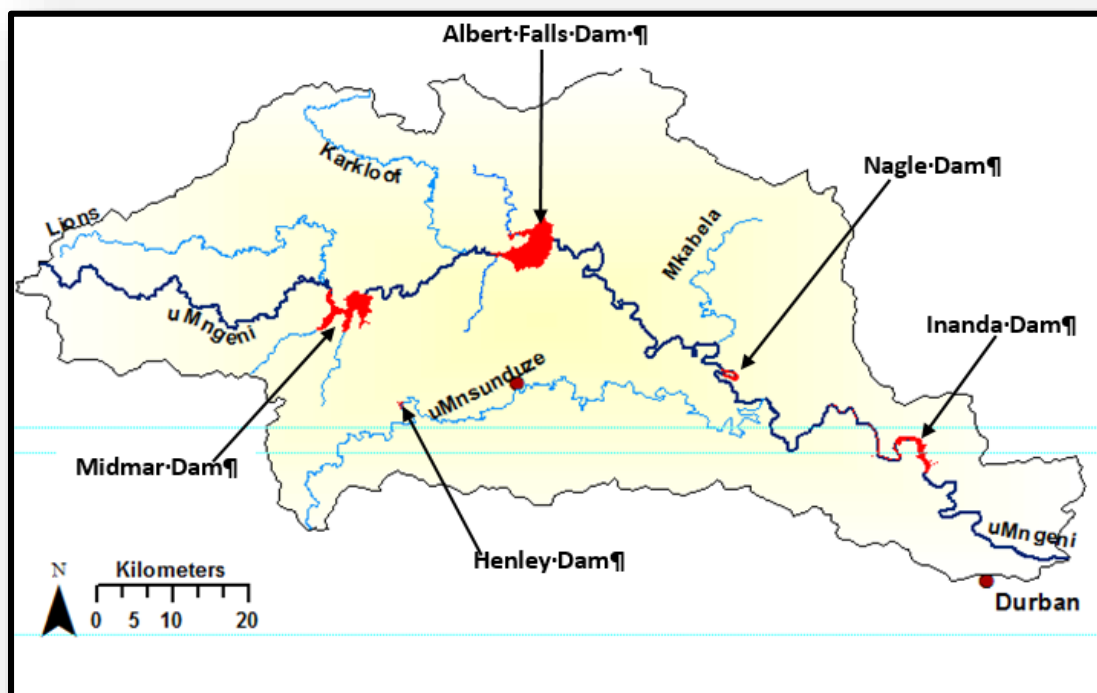 Albert·Falls·Dam·¶
Karkloof
Nagle·Dam¶
Lions
Mkabela
uMngeni
Inanda·Dam¶
uMnsunduze
Midmar·Dam¶
Henley·Dam¶
uMngeni
N
Kilometers
0 5 10 20
Durban